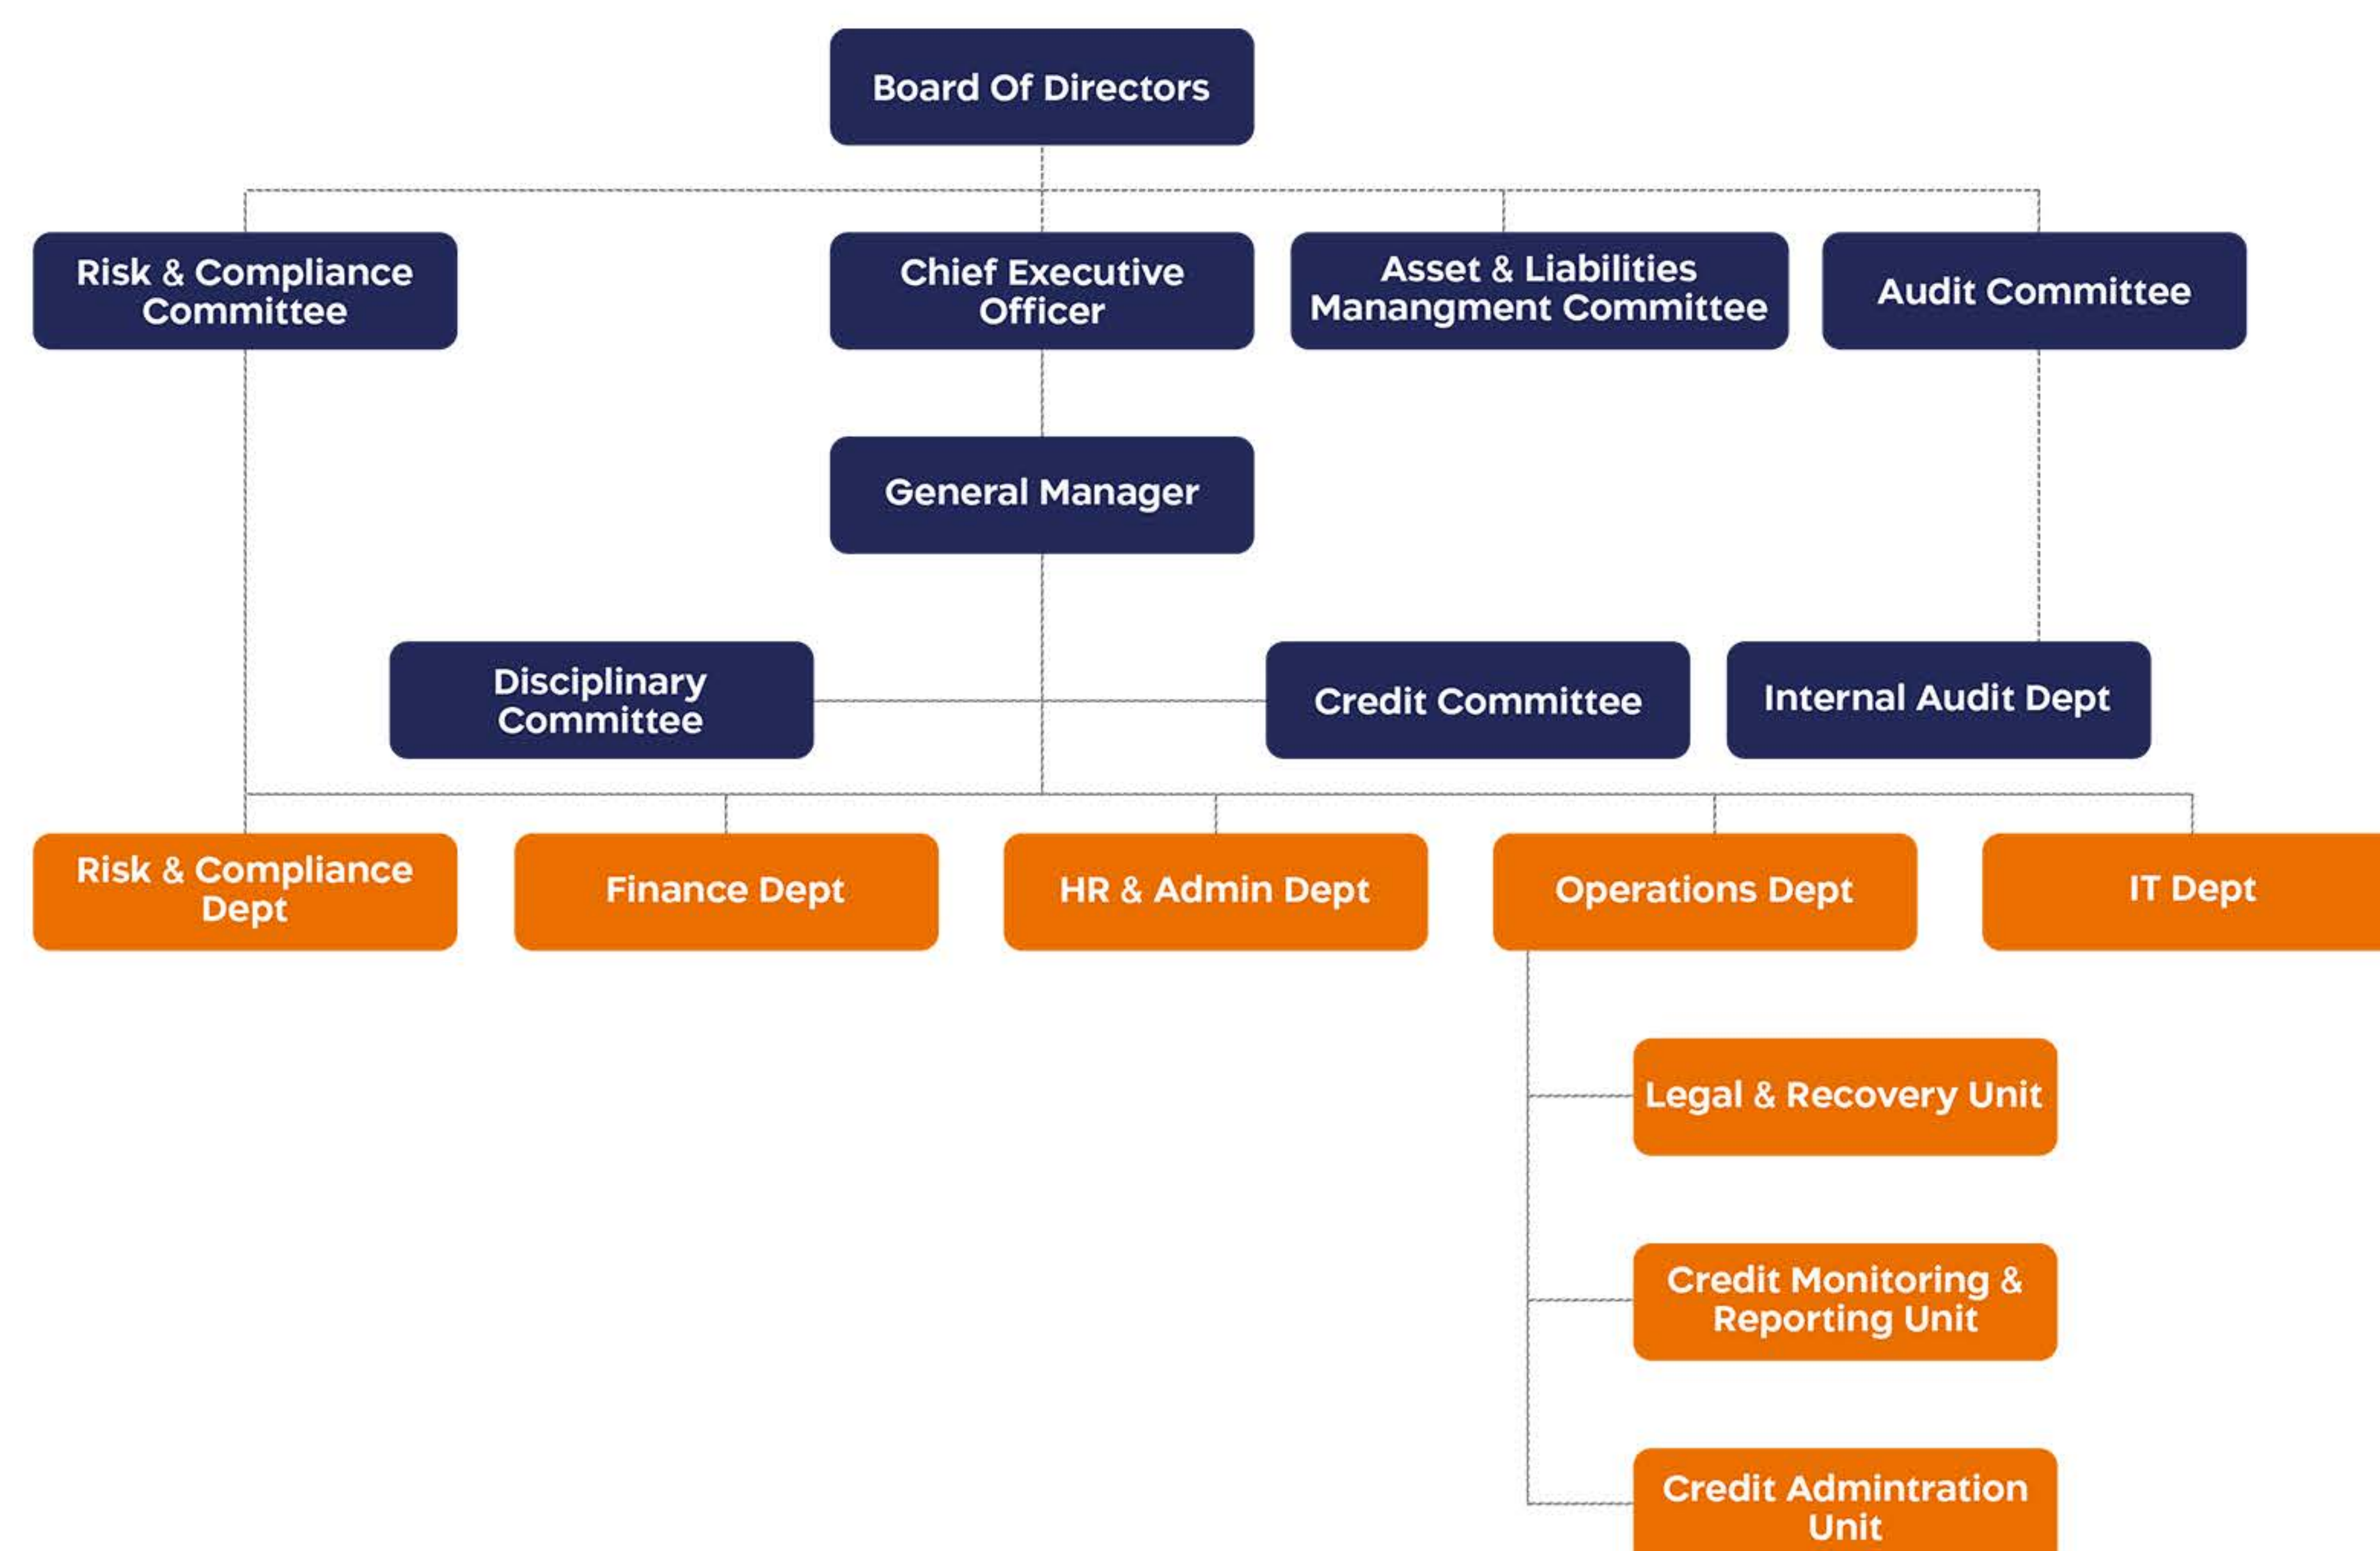 Board Of Directors
Risk & Compliance
Committee
Chief Executive
Officer
Asset & Liabilities
Manangment Committee
Audit Committee
General Manager
Disciplinary
Committee
Credit Committee
Internal Audit Dept
Risk & Compliance
Dept
Finance Dept
HR & Admin Dept
Operations Dept
IT Dept
Legal & Recovery Unit
Credit Monitoring &
Reporting Unit
Credit Admintration
Unit